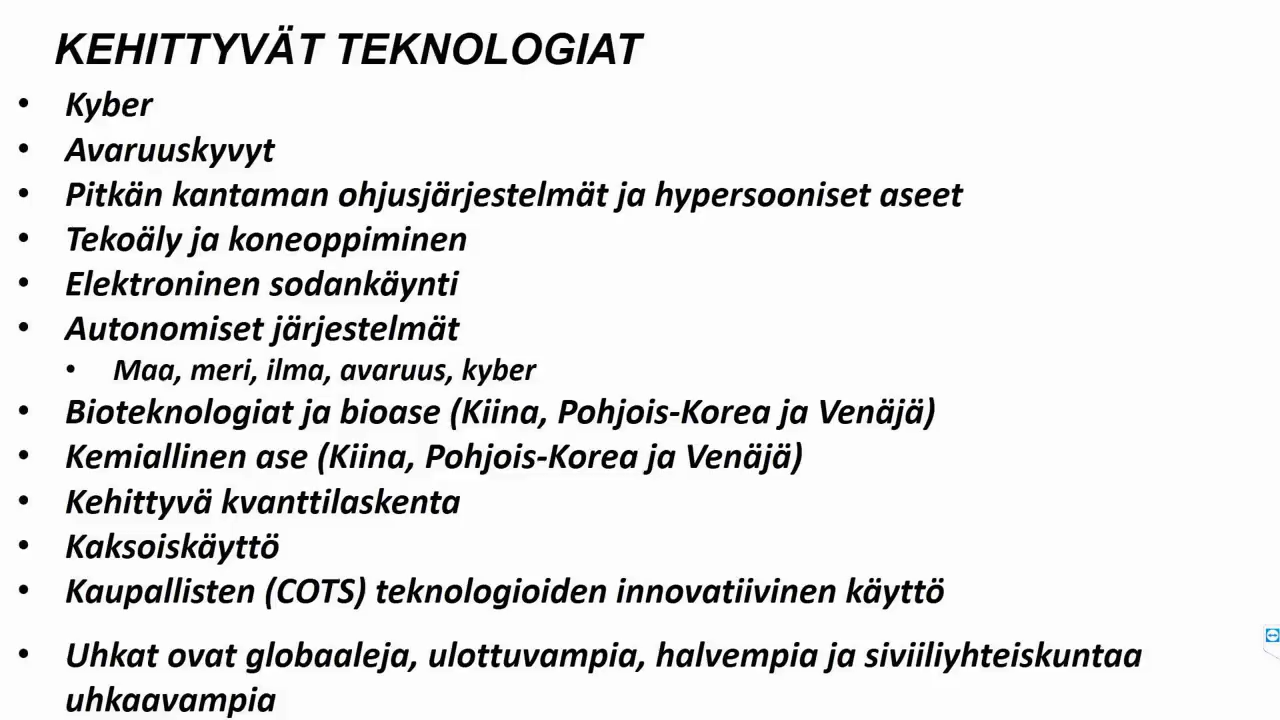 KEHITTYVÄT TEKNOLOGIAT
• Kyber
• Avaruuskyvyt
• Pitkän kantaman ohjusjärjestelmät ja hypersooniset aseet
• Tekoäly ja koneoppiminen
• Elektroninen sodankäynti
• Autonomiset järjestelmät
• Maa, meri, ilma, avaruus, kyber
• Bioteknologiat ja bioase (Kiina, Pohjois-Korea ja Venäjä)
• Kemiallinen ase (Kiina, Pohjois-Korea ja Venäjä)
• Kehittyvä kvanttilaskenta
• Kaksoiskäyttö
• Kaupallisten (COTS) teknologioiden innovatiivinen käyttö
• Uhkat ovat globaaleja, ulottuvampia, halvempia ja siviiliyhteiskuntaa
uhkaavampia